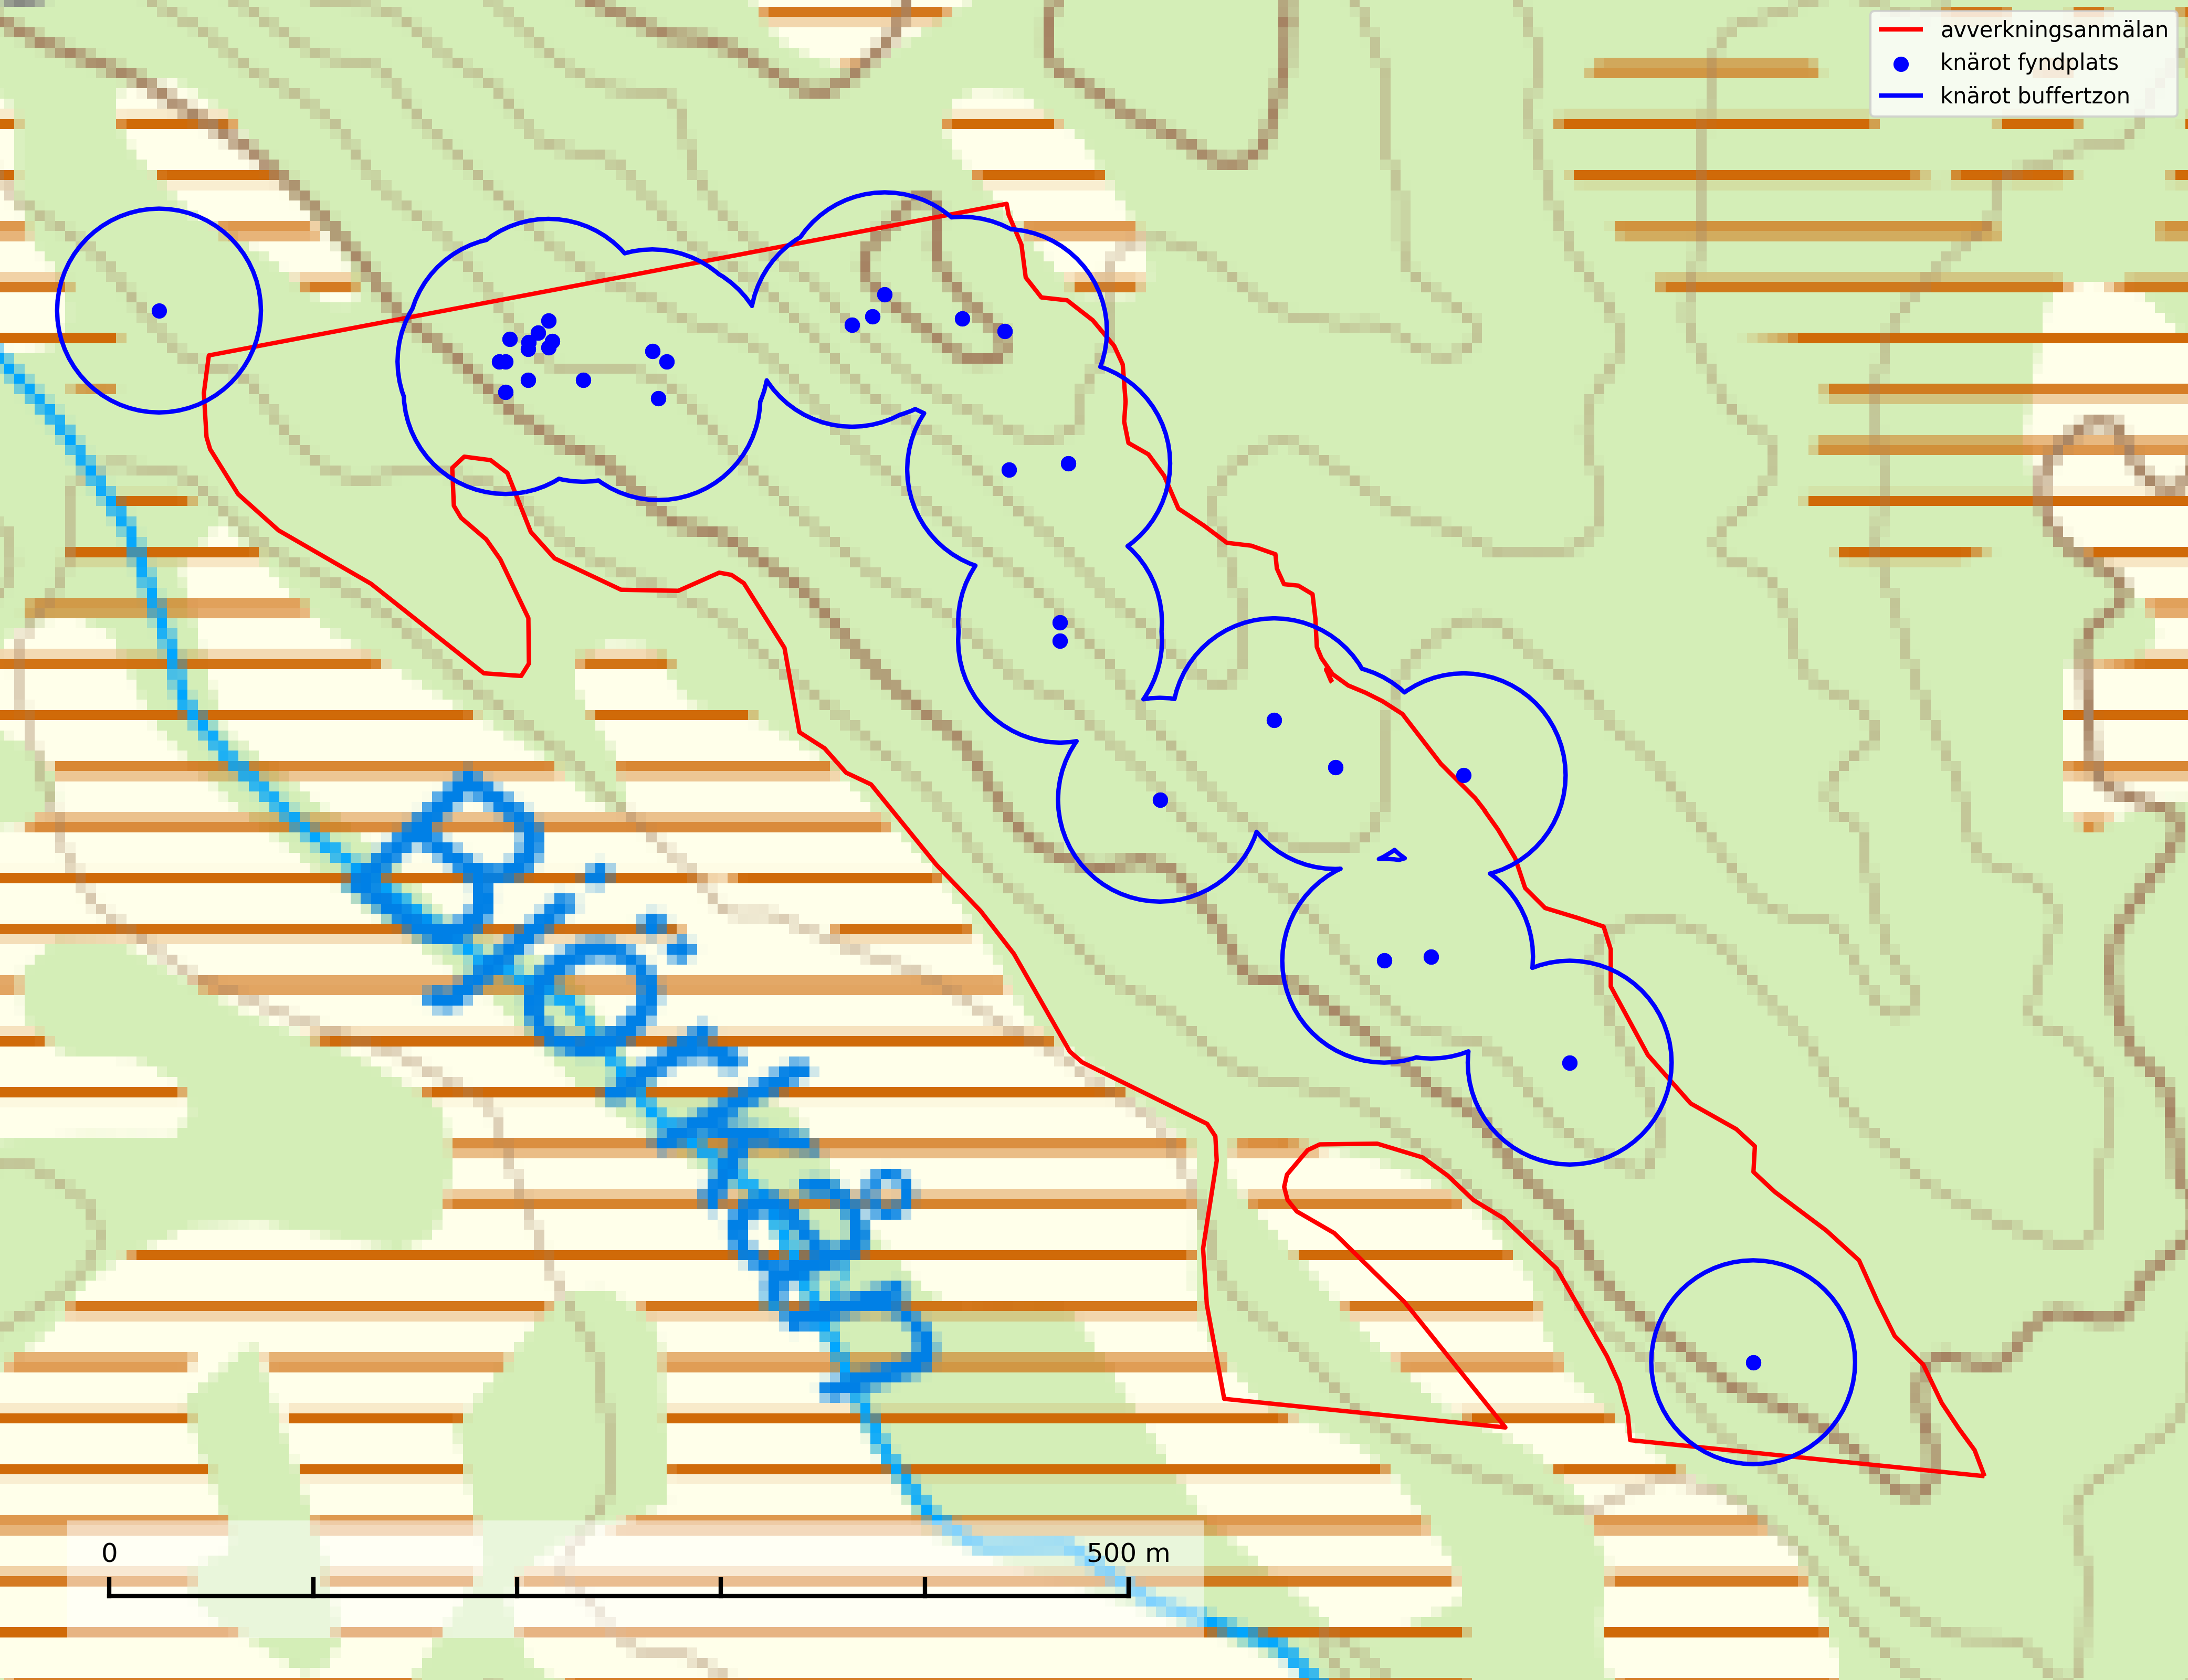 avverkningsanmälan
knärot fyndplats
knärot buffertzon
Björkån
0 500 m